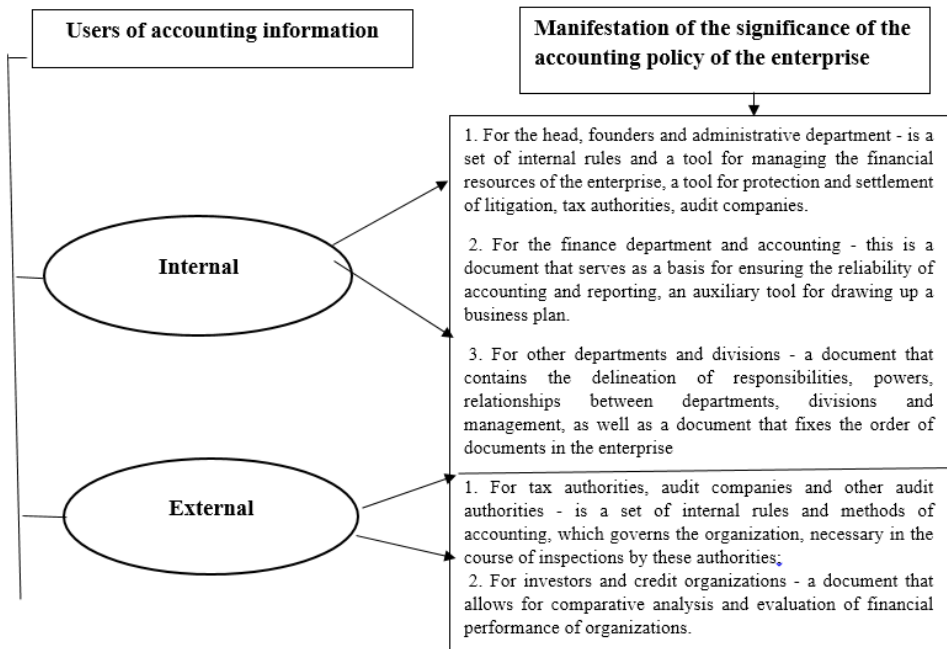 Users of accounting information
Manifestation of the significance of the
accounting policy of the enterprise
Internal
1. For the head, founders and administrative department - is a
set of internal rules and a tool for managing the financial
resources of the enterprise, a tool for protection and settlement
of litigation, tax authorities, audit companies.
2. For the finance department and accounting - this is a
document that serves as a basis for ensuring the reliability of
accounting and reporting, an auxiliary tool for drawing up a
business plan.
3. For other departments and divisions - a document that
contains the delineation of responsibilities, powers,
relationships between departments, divisions and
management, as well as a document that fixes the order of
documents in the enterprise
External
1. For tax authorities, audit companies and other audit
authorities - is a set of internal rules and methods of
accounting, which governs the organization, necessary in the
course of inspections by these authorities;
2. For investors and credit organizations - a document that
allows for comparative analysis and evaluation of financial
performance of organizations.